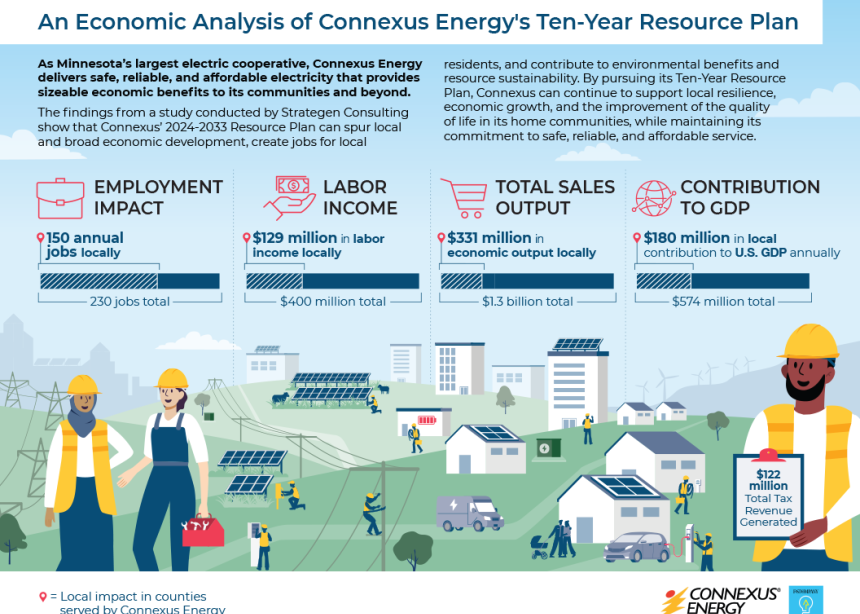 An Economic Analysis of Connexus Energy's Ten-Year Resource Plan
As Minnesota's largest electric cooperative, Connexus Energy
delivers safe, reliable, and affordable electricity that provides
sizeable economic benefits to its communities and beyond.
The findings from a study conducted by Strategen Consulting
show that Connexus' 2024-2033 Resource Plan can spur local
and broad economic development, create jobs for local
residents, and contribute to environmental benefits and
resource sustainability. By pursuing its Ten-Year Resource
Plan, Connexus can continue to support local resilience,
economic growth, and the improvement of the quality
of life in its home communities, while maintaining its
commitment to safe, reliable, and affordable service.
EMPLOYMENT
IMPACT
150 annual
jobs locally
230 jobs total
LABOR
INCOME
$129 million in labor
income locally
$400 million total
TOTAL SALES
OUTPUT
$331 million in
economic output locally
$1.3 billion total
CONTRIBUTION
TO GDP
$180 million in local
contribution to U.S. GDP annually
$574 million total
$122
million
Total Tax
Revenue
Generated
= Local impact in counties
served by Connexus Energy
CONNEXUS®
ENERGY